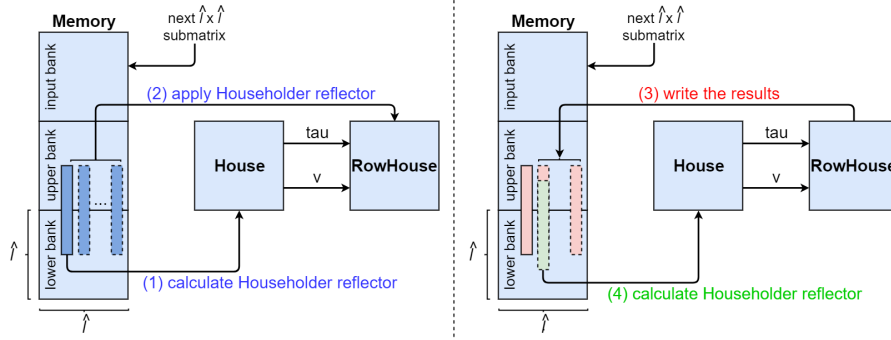 Memory
next l̂ x l̂
submatrix
input bank
(2) apply Householder reflector
upper bank
House
tau
v
RowHouse
...
lower bank
l̂
(1) calculate Householder reflector
l̂
Memory
next l̂ x l̂
submatrix
input bank
(3) write the results
upper bank
House
tau
v
RowHouse
lower bank
l̂
(4) calculate Householder reflector
l̂